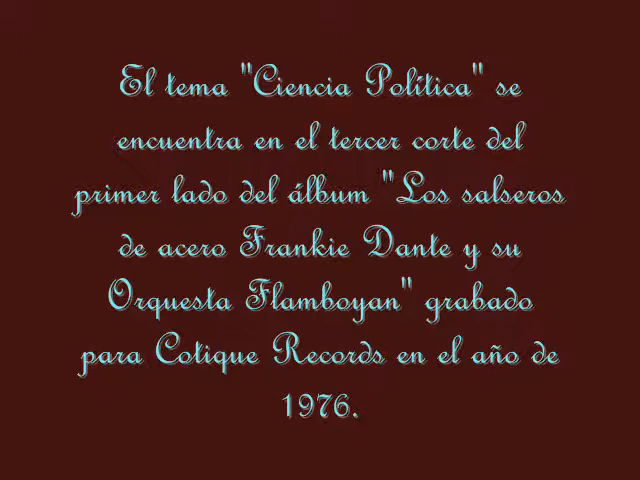 El tema "Ciencia Política" se
encuentra en el tercer corte del
primer lado del álbum "Los salseros
de acero Frankie Dante y su
Orquesta Flamboyan" grabado
para Cotique Records en el año de
1976.